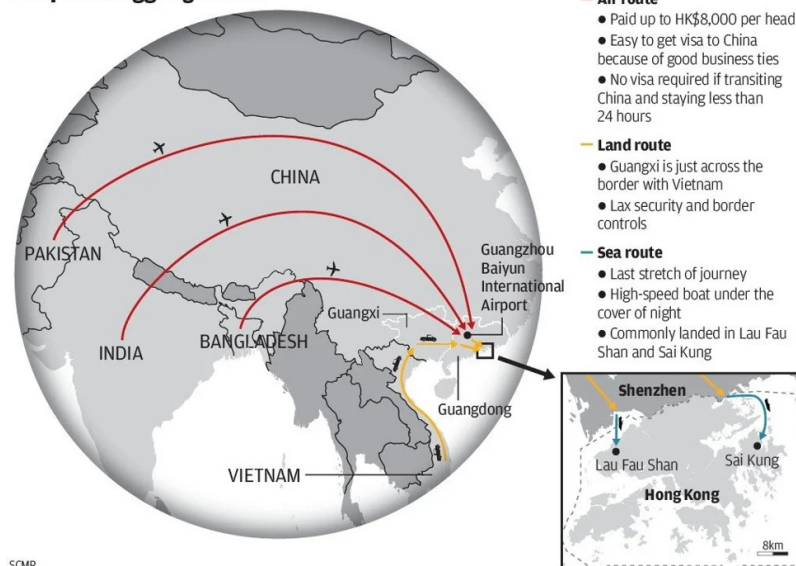 Air route
● Paid up to HK$8,000 per head
● Easy to get visa to China
because of good business ties
● No visa required if transiting
China and staying less than
24 hours
Land route
● Guangxi is just across the
border with Vietnam
● Lax security and border
controls
Sea route
● Last stretch of journey
● High-speed boat under the
cover of night
● Commonly landed in Lau Fau
Shan and Sai Kung
CHINA
PAKISTAN
INDIA
BANGLADESH
Guangzhou
Baiyun
International
Airport
Guangxi
Guangdong
VIETNAM
Shenzhen
Lau Fau Shan
Sai Kung
Hong Kong
8km
SCMP